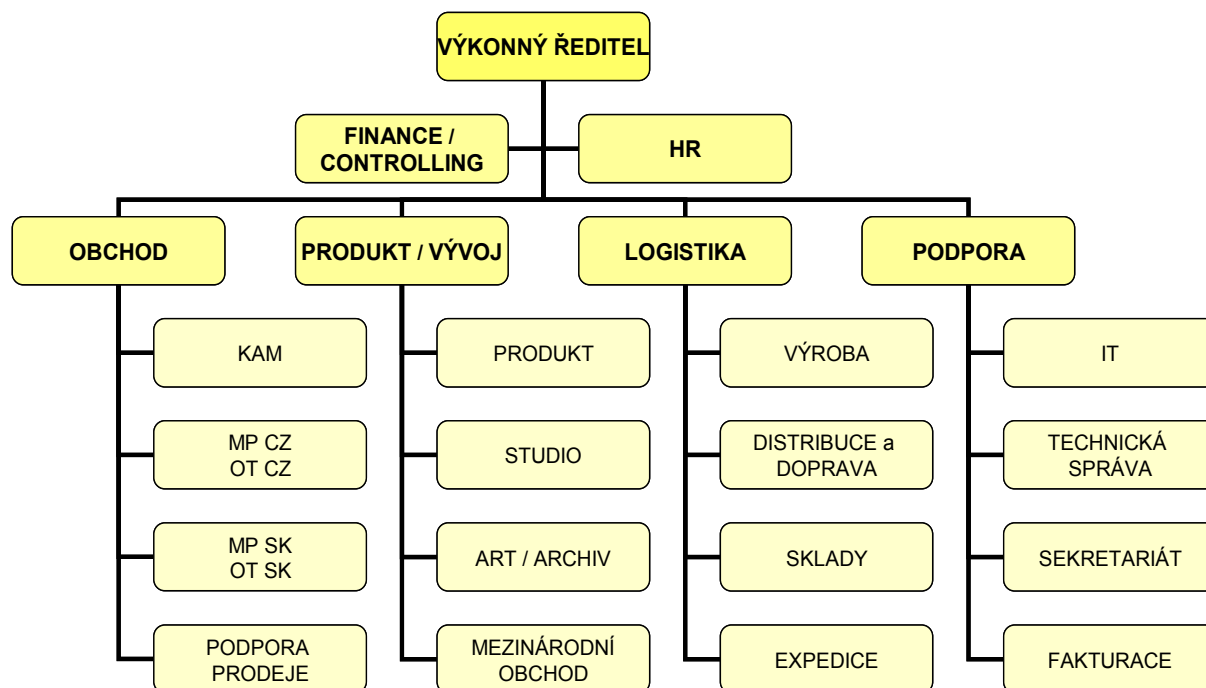 VÝKONNÝ ŘEDITEL
FINANCE /
CONTROLLING
HR
OBCHOD
PRODUKT / VÝVOJ
LOGISTIKA
PODPORA
KAM
PRODUKT
VÝROBA
IT
MP CZ
OT CZ
STUDIO
DISTRIBUCE a
DOPRAVA
TECHNICKÁ
SPRÁVA
MP SK
OT SK
ART / ARCHIV
SKLADY
SEKRETARIÁT
PODPORA
PRODEJE
MEZINÁRODNÍ
OBCHOD
EXPEDICE
FAKTURACE